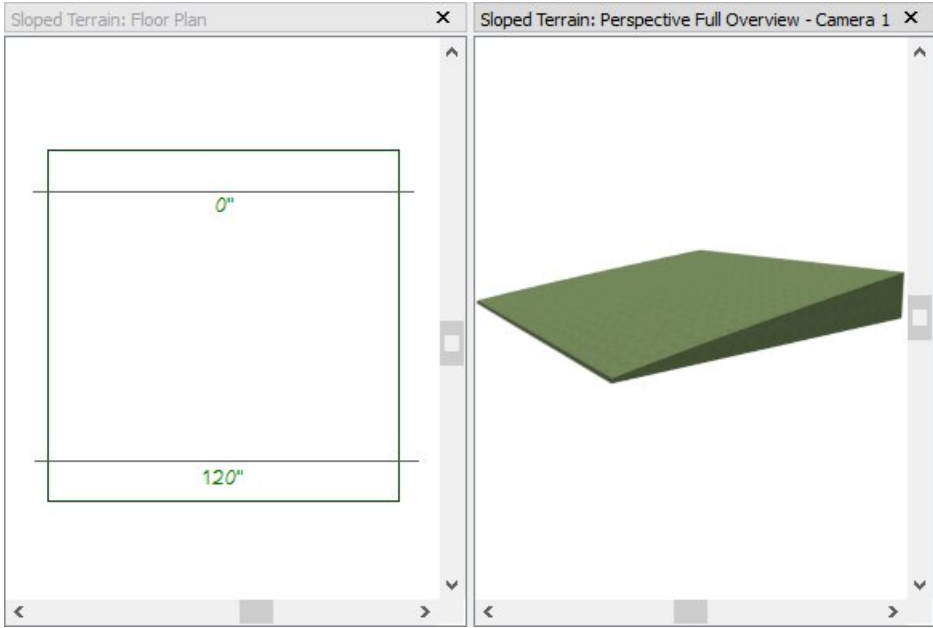 Sloped Terrain: Floor Plan
Sloped Terrain: Perspective Full Overview - Camera 1
0"
120"